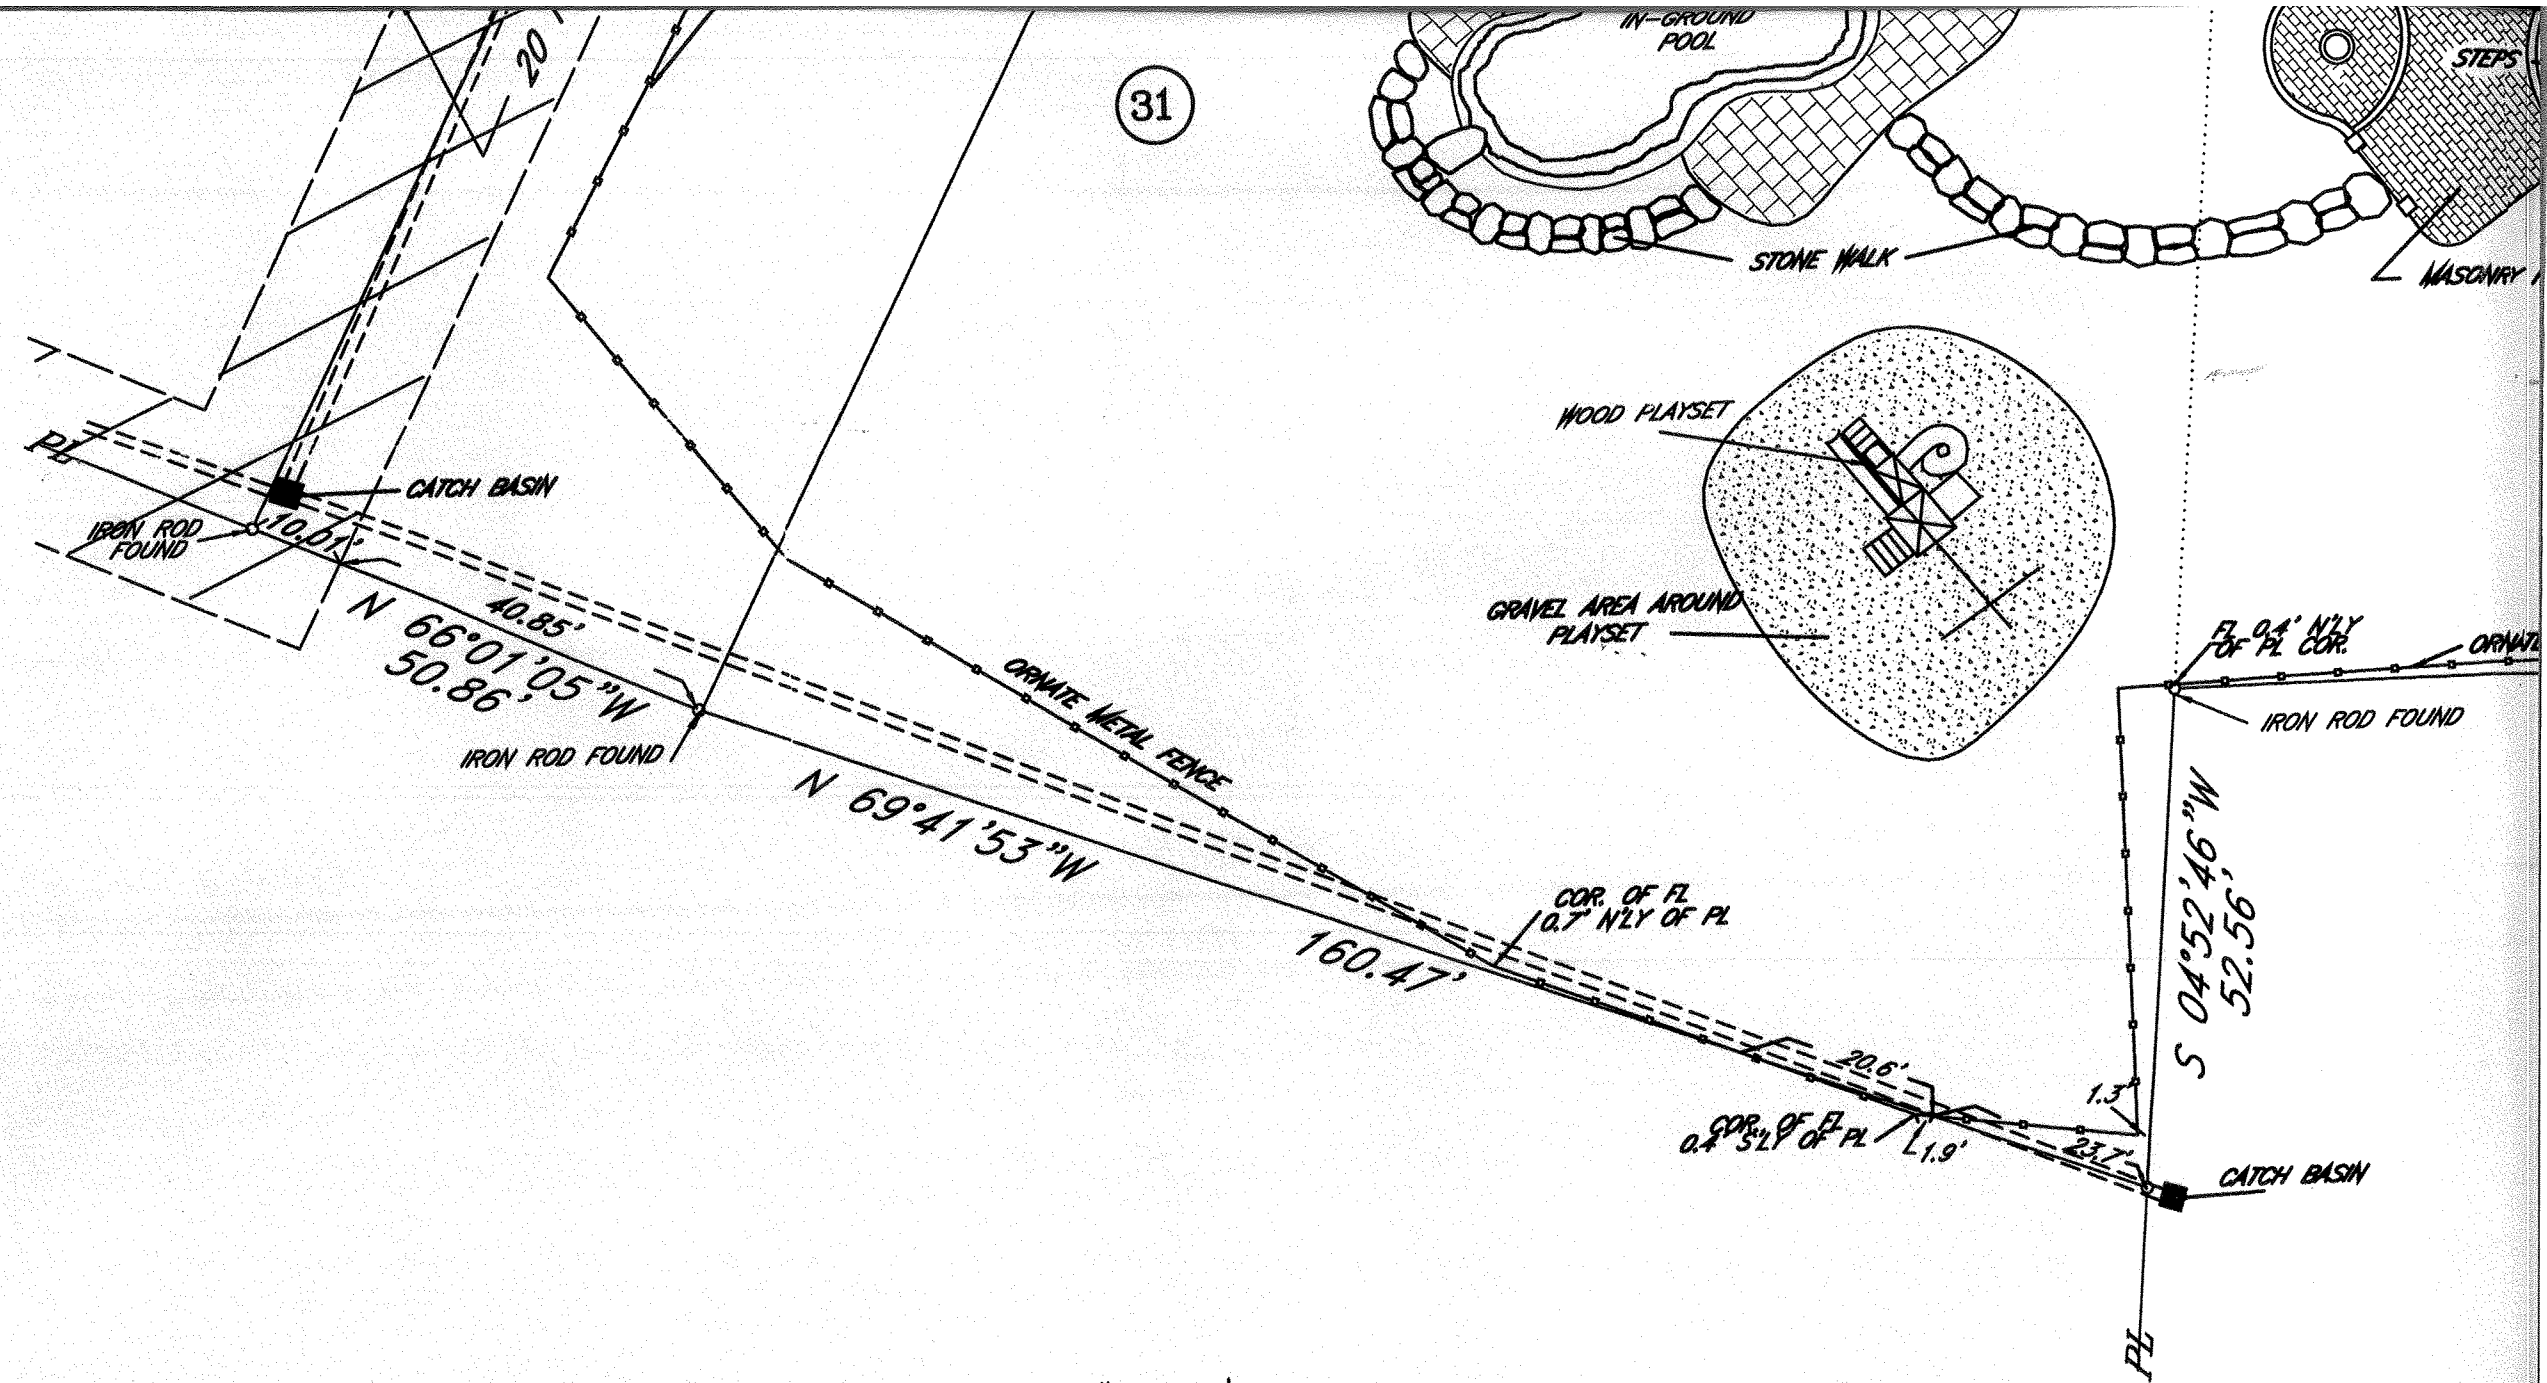 20
31
IN-GROUND
POOL
STEPS
STONE WALK
MASONRY
WOOD PLAYSET
PL
CATCH BASIN
IRON ROD
FOUND
10.01'
40.85'
N 66°01'05"W
50.86'
IRON ROD FOUND
ORNATE METAL FENCE
N 69°41'53"W
160.47'
GRAVEL AREA AROUND
PLAYSET
FL 0.4' N'LY
OF PL COR.
ORNATE
IRON ROD FOUND
S 04°52'46"W
52.56'
COR. OF FL
0.7' N'LY OF PL
20.6'
COR. OF FL
0.4' S'LY OF PL
1.9'
1.3'
23.7'
CATCH BASIN
PL